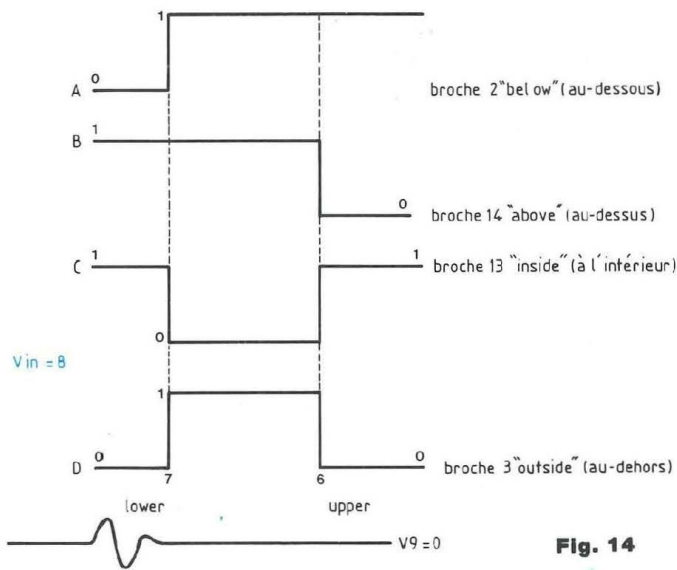 1
0
A
broche 2 "below" (au-dessous)
1
B
0
broche 14 "above" (au-dessus)
1
C
1
broche 13 "inside" (à l'intérieur)
0
Vin = 8
1
0
D
0
broche 3 "outside" (au-dehors)
7
6
lower
upper
V9 = 0
Fig. 14